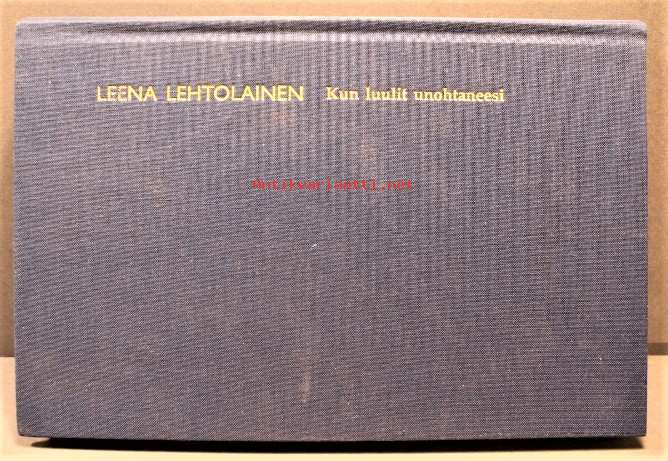 LEENA LEHTOLAINEN Kun luulit unohtaneesi
Antikvariaatti.net